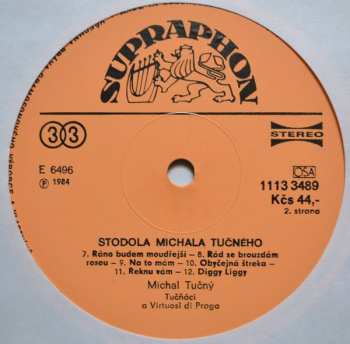 SUPRAPHON
33
STEREO
E 6496
℗ 1984
OSA
1113 3489
Kčs 44,-
2. strana
STODOLA MICHALA TUČNÉHO
7. Ráno budem moudřejší – 8. Rád se brouzdám
rosou – 9. Na to mám – 10. Obyčejná štreka –
11. Řeknu vám – 12. Diggy Liggy
Michal Tučný
Tučňáci
a Virtuosi di Praga